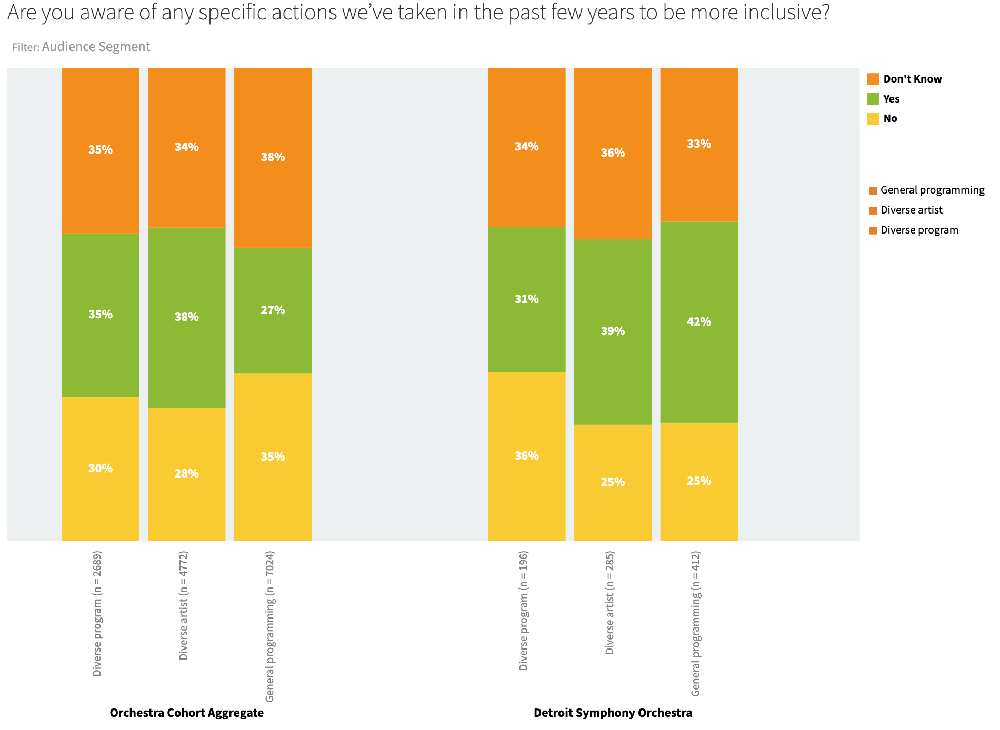 Are you aware of any specific actions we’ve taken in the past few years to be more inclusive?
Filter: Audience Segment
Don't Know
Yes
No
General programming
Diverse artist
Diverse program
35%
35%
30%
34%
38%
28%
38%
27%
35%
34%
31%
36%
36%
39%
25%
33%
42%
25%
Diverse program (n = 2689)
Diverse artist (n = 4772)
General programming (n = 7024)
Diverse program (n = 196)
Diverse artist (n = 285)
General programming (n = 412)
Orchestra Cohort Aggregate
Detroit Symphony Orchestra